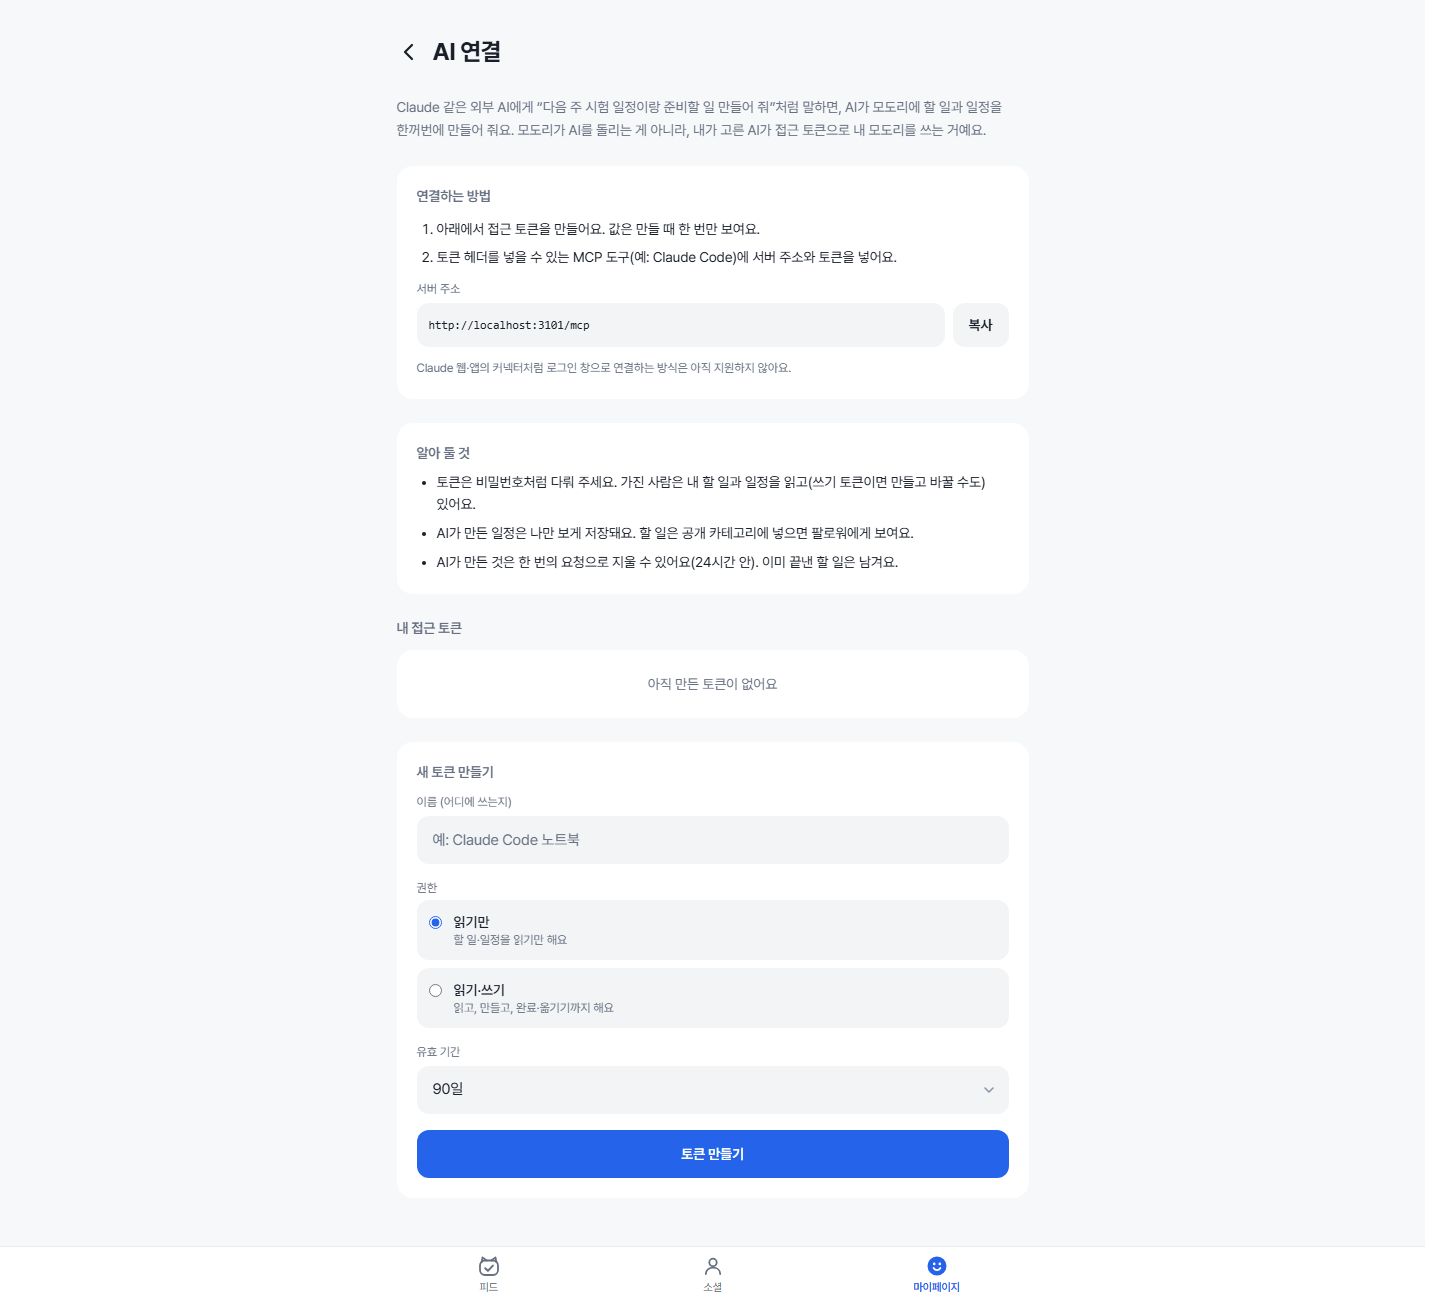 AI 연결
Claude 같은 외부 AI에게 “다음 주 시험 일정이랑 준비할 일 만들어 줘”처럼 말하면, AI가 모도리에 할 일과 일정을
한꺼번에 만들어 줘요. 모도리가 AI를 돌리는 게 아니라, 내가 고른 AI가 접근 토큰으로 내 모도리를 쓰는 거예요.
연결하는 방법
1. 아래에서 접근 토큰을 만들어요. 값은 만들 때 한 번만 보여요.
2. 토큰 헤더를 넣을 수 있는 MCP 도구(예: Claude Code)에 서버 주소와 토큰을 넣어요.
서버 주소
http://localhost:3101/mcp
복사
Claude 웹·앱의 커넥터처럼 로그인 창으로 연결하는 방식은 아직 지원하지 않아요.
알아 둘 것
• 토큰은 비밀번호처럼 다뤄 주세요. 가진 사람은 내 할 일과 일정을 읽고(쓰기 토큰이면 만들고 바꿀 수도)
있어요.
• AI가 만든 일정은 나만 보게 저장돼요. 할 일은 공개 카테고리에 넣으면 팔로워에게 보여요.
• AI가 만든 것은 한 번의 요청으로 지울 수 있어요(24시간 안). 이미 끝낸 할 일은 남겨요.
내 접근 토큰
아직 만든 토큰이 없어요
새 토큰 만들기
이름 (어디에 쓰는지)
예: Claude Code 노트북
권한
읽기만
할 일·일정을 읽기만 해요
읽기·쓰기
읽고, 만들고, 완료·옮기기까지 해요
유효 기간
90일
토큰 만들기
피드
소셜
마이페이지